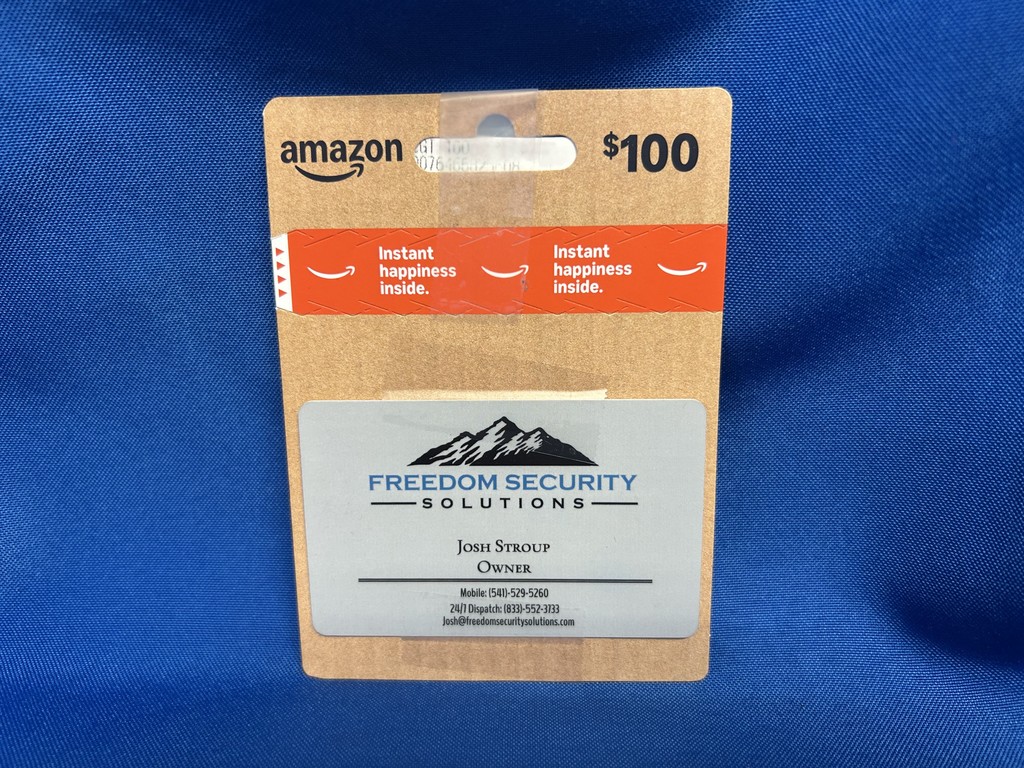 amazon
$100
Instant
happiness
inside.
Instant
happiness
inside.
FREEDOM SECURITY
SOLUTIONS
JOSH STROUP
OWNER
Mobile: (541)-529-5260
24/7 Dispatch: (833)-552-3733
Josh@freedomsecuritysolutions.com